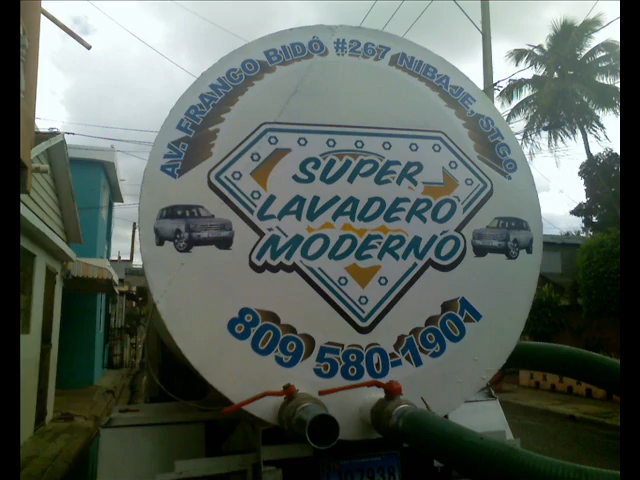 AV. FRANCO BIDÓ #267 NIBAJE, STGO.
SUPER
LAVADERO
MODERNO
809 580-1901